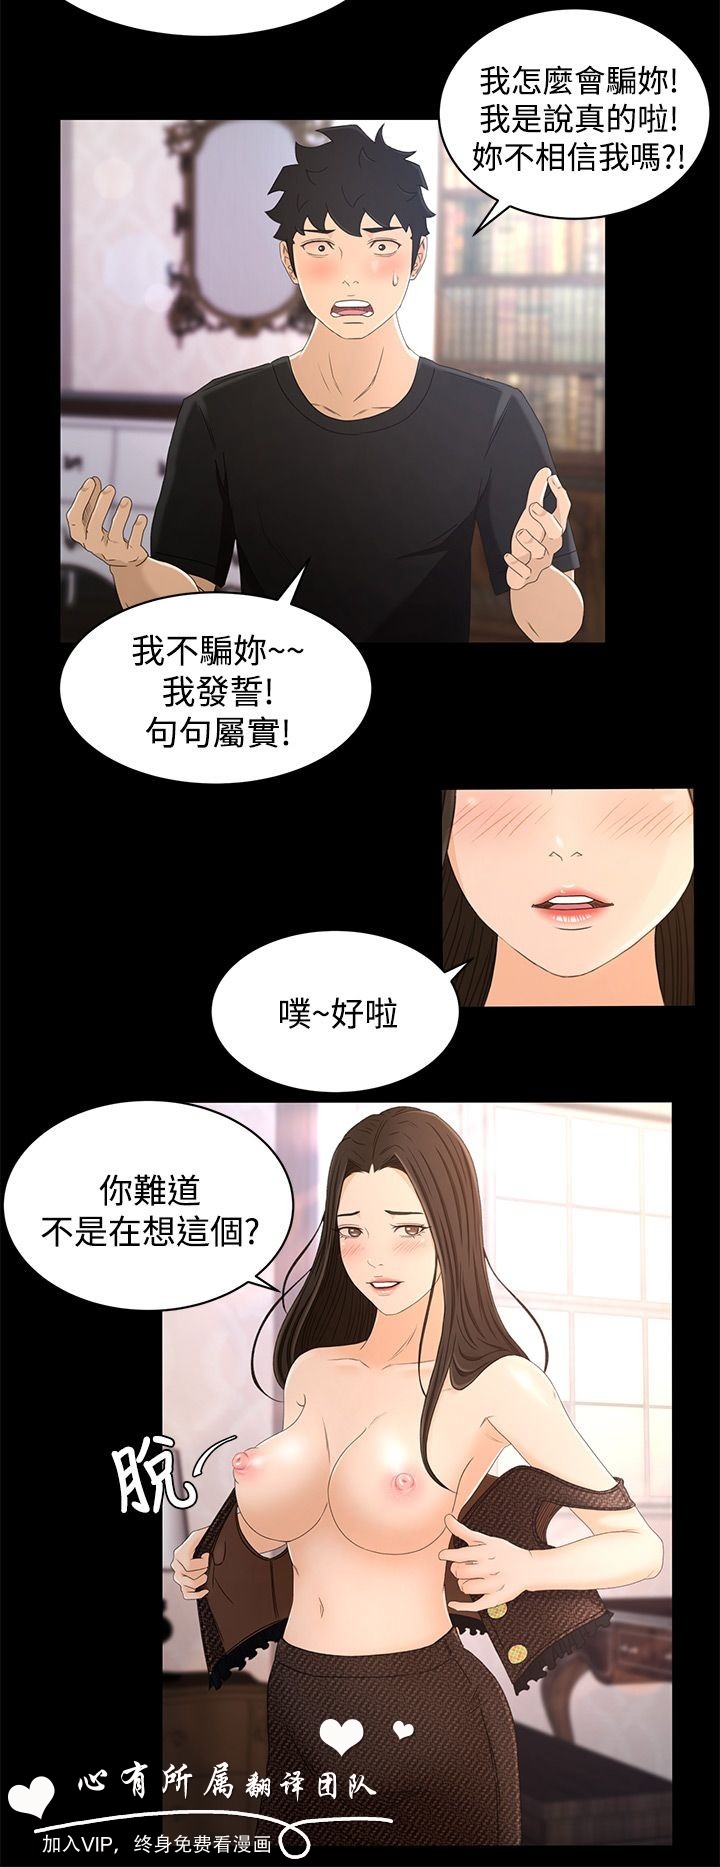 我怎麼會騙妳!
我是說真的啦!
妳不相信我嗎?!
我不騙妳~~
我發誓!
句句屬實!
噗~好啦
你難道
不是在想這個?
脫
心有所属翻译团队
加入VIP，终身免费看漫画